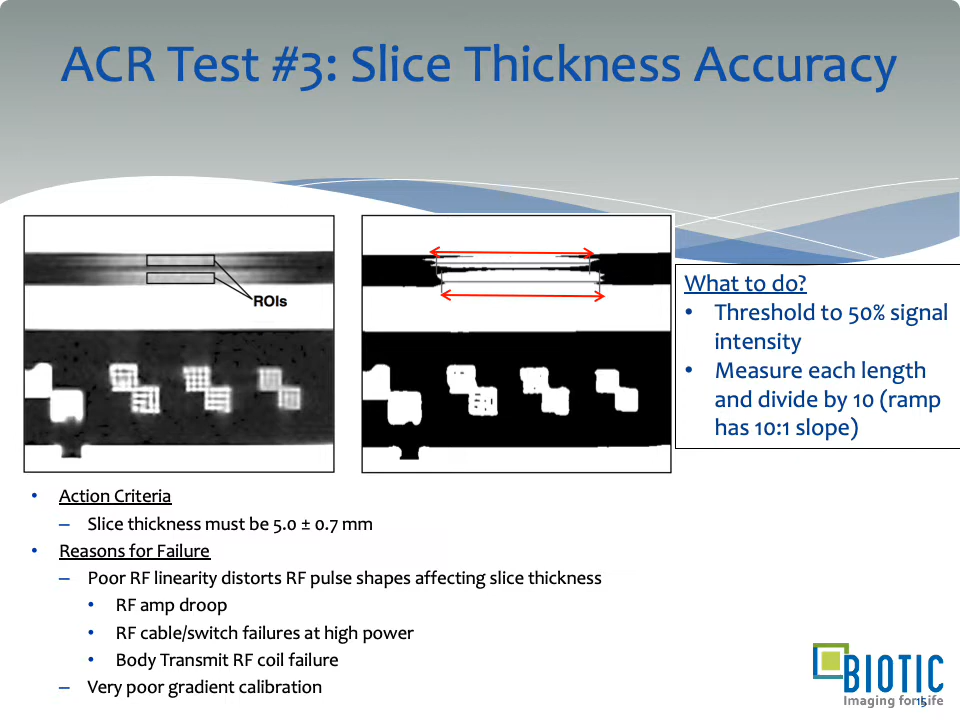 ACR Test #3: Slice Thickness Accuracy
ROIs
What to do?
• Threshold to 50% signal
intensity
• Measure each length
and divide by 10 (ramp
has 10:1 slope)
• Action Criteria
– Slice thickness must be 5.0 ± 0.7 mm
• Reasons for Failure
– Poor RF linearity distorts RF pulse shapes affecting slice thickness
• RF amp droop
• RF cable/switch failures at high power
• Body Transmit RF coil failure
– Very poor gradient calibration
BIOTIC
Imaging for Life
15